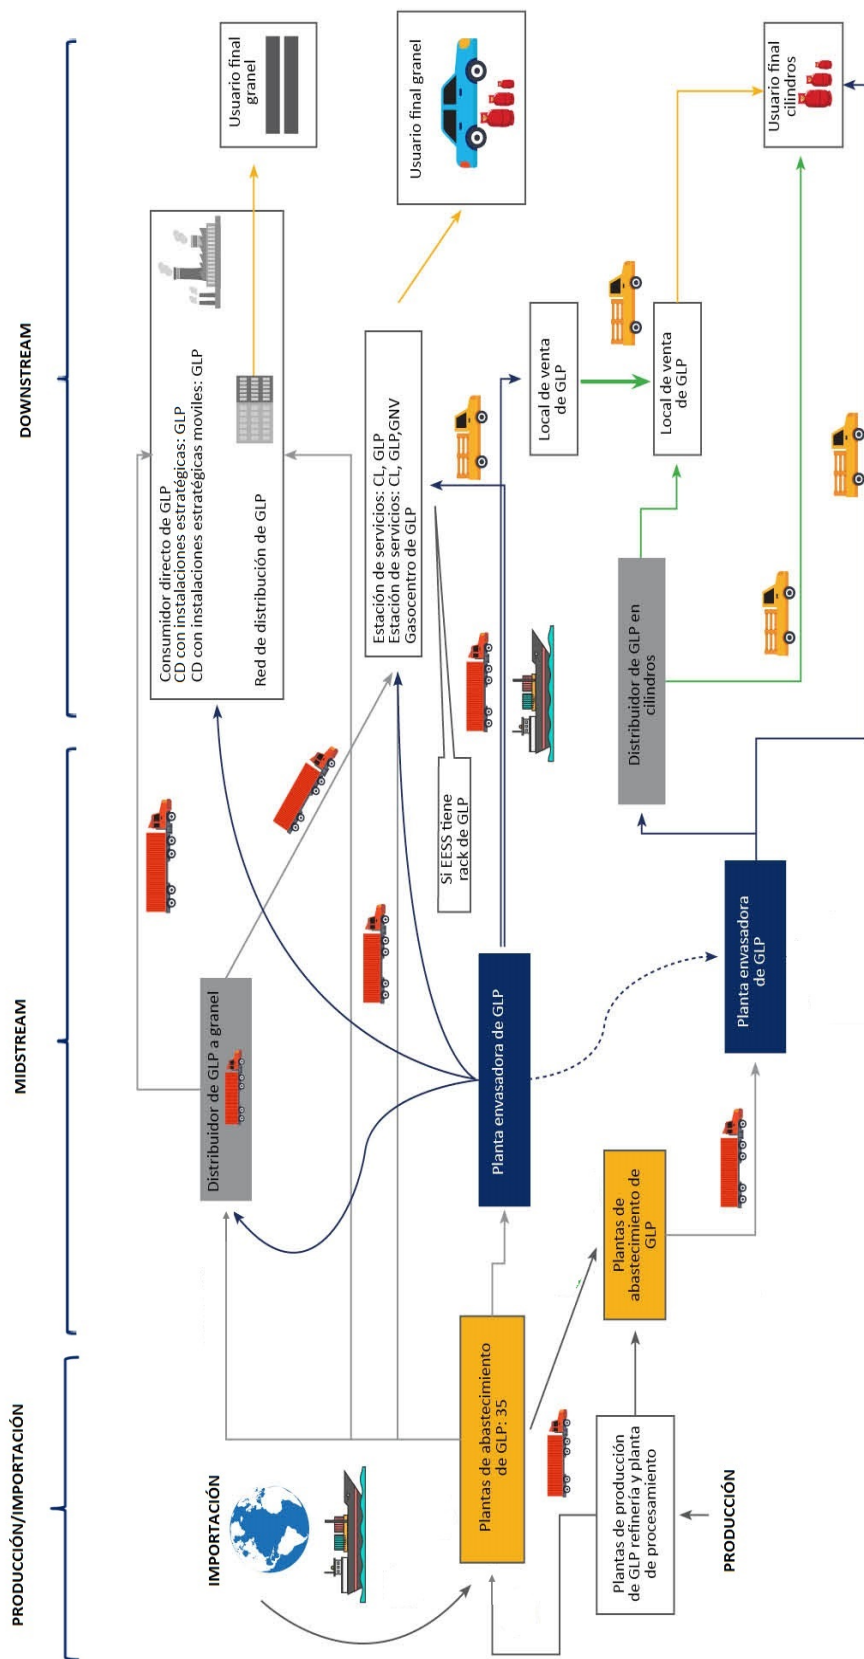 PRODUCCIÓN/IMPORTACIÓN
MIDSTREAM
DOWNSTREAM
IMPORTACIÓN
Plantas de abastecimiento
de GLP: 35
Plantas de producción
de GLP refinería y planta
de procesamiento
PRODUCCIÓN
Distribuidor de GLP a granel
Planta envasadora de GLP
Plantas de
abastecimiento de
GLP
Planta envasadora
de GLP
Si EESS tiene
rack de GLP
Consumidor directo de GLP
CD con instalaciones estratégicas: GLP
CD con instalaciones estratégicas moviles: GLP
Red de distribución de GLP
Estación de servicios: CL, GLP
Estación de servicios: CL, GLP,GNV
Gasocentro de GLP
Distribuidor de GLP en
cilindros
Local de venta
de GLP
Local de venta
de GLP
Usuario final
granel
Usuario final granel
Usuario final
cilindros